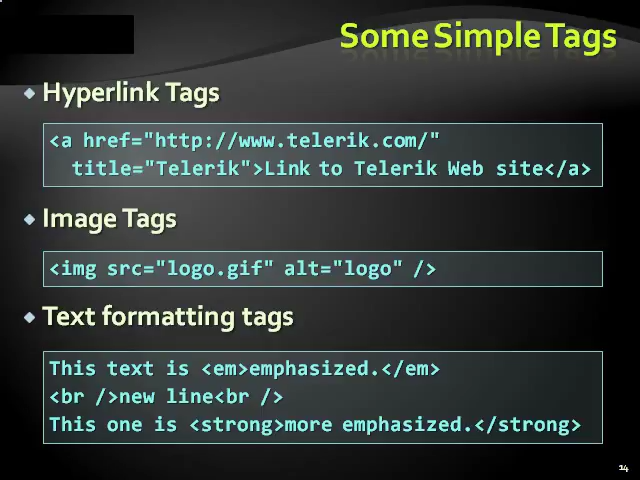 Some Simple Tags
Hyperlink Tags
<a href="http://www.telerik.com/"
title="Telerik">Link to Telerik Web site</a>
Image Tags
<img src="logo.gif" alt="logo" />
Text formatting tags
This text is <em>emphasized.</em>
<br />new line<br />
This one is <strong>more emphasized.</strong>
14